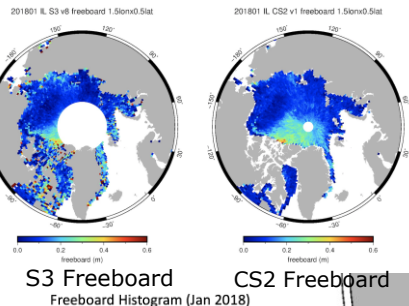 201801 IL S3 v8 freeboard 1.5lonx0.5lat
201801 IL CS2 v1 freeboard 1.5lonx0.5lat
0.0 0.2 0.4 0.6
freeboard (m)
0.0 0.2 0.4 0.6
freeboard (m)
S3 Freeboard
CS2 Freeboard
Freeboard Histogram (Jan 2018)